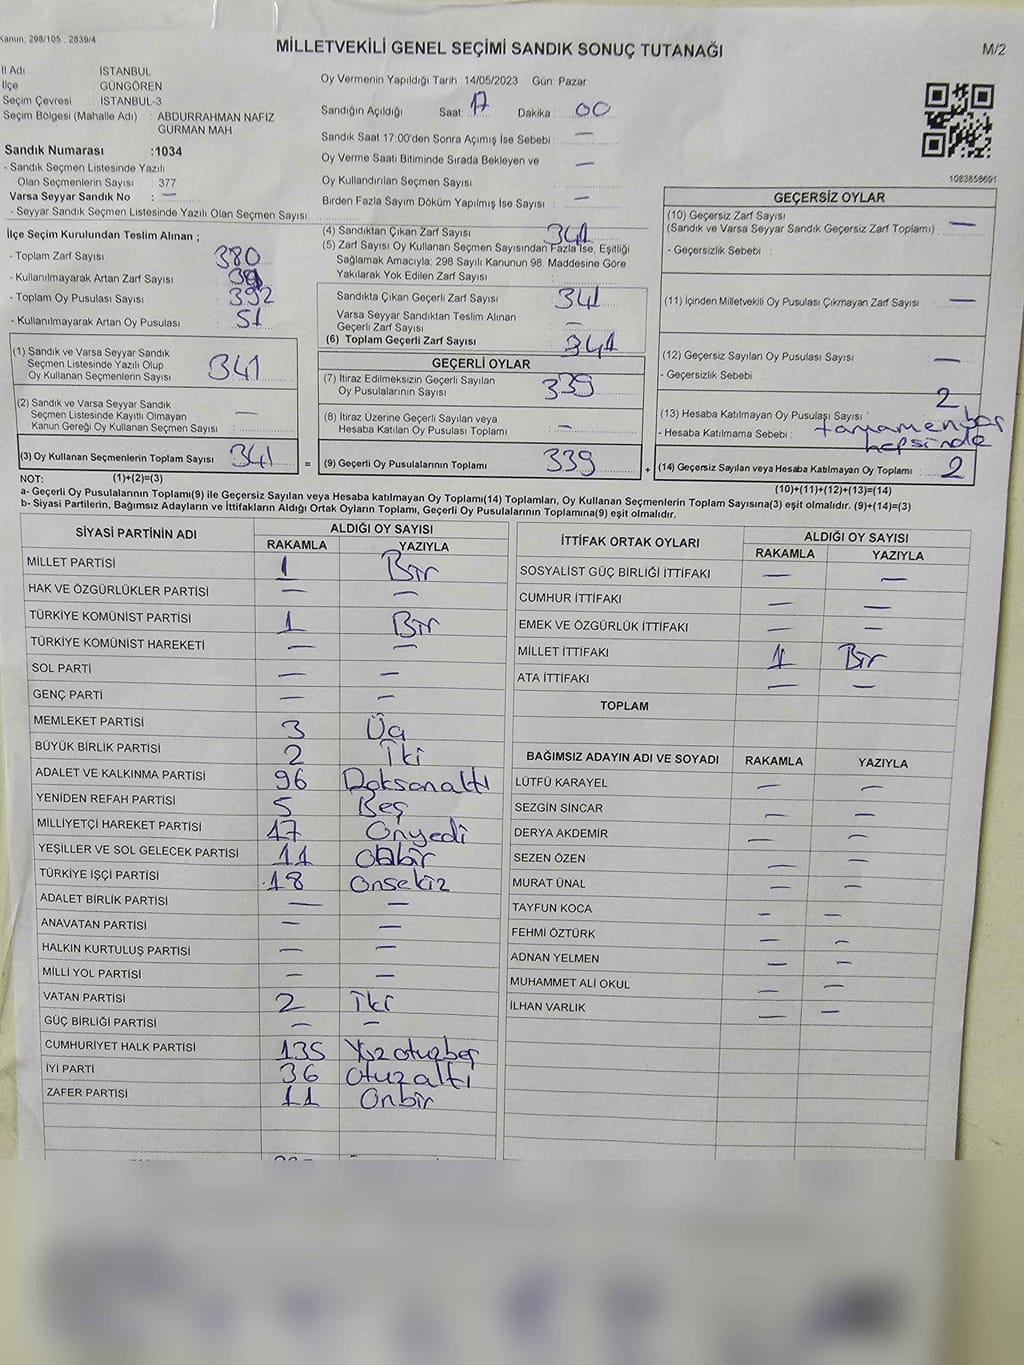 Kanun: 298/105 , 2839/4
MİLLETVEKİLİ GENEL SEÇİMİ SANDIK SONUÇ TUTANAĞI
M/2
İl Adı : İSTANBUL
İlçe : GÜNGÖREN
Seçim Çevresi : İSTANBUL-3
Seçim Bölgesi (Mahalle Adı) : ABDURRAHMAN NAFİZ
GÜRMAN MAH
Sandık Numarası :1034
- Sandık Seçmen Listesinde Yazılı
Olan Seçmenlerin Sayısı : 377
Varsa Seyyar Sandık No : —
- Seyyar Sandık Seçmen Listesinde Yazılı Olan Seçmen Sayısı:
Oy Vermenin Yapıldığı Tarih :14/05/2023 Gün: Pazar
Sandığın Açıldığı Saat: 17 Dakika: 00
Sandık Saat 17:00'den Sonra Açılmış İse Sebebi : —
Oy Verme Saati Bitiminde Sırada Bekleyen ve —
Oy Kullandırılan Seçmen Sayısı :
Birden Fazla Sayım Döküm Yapılmış İse Sayısı : —
1083858691
İlçe Seçim Kurulundan Teslim Alınan ;
- Toplam Zarf Sayısı : 380
- Kullanılmayarak Artan Zarf Sayısı :
- Toplam Oy Pusulası Sayısı : 392
- Kullanılmayarak Artan Oy Pusulası : 51
(1) Sandık ve Varsa Seyyar Sandık
Seçmen Listesinde Yazılı Olup
Oy Kullanan Seçmenlerin Sayısı : 341
(2) Sandık ve Varsa Seyyar Sandık
Seçmen Listesinde Kayıtlı Olmayan
Kanun Gereği Oy Kullanan Seçmen Sayısı : —
(3) Oy Kullanan Seçmenlerin Toplam Sayısı : 341 =
(4) Sandıktan Çıkan Zarf Sayısı : 341
(5) Zarf Sayısı Oy Kullanan Seçmen Sayısından Fazla İse, Eşitliği
Sağlamak Amacıyla; 298 Sayılı Kanunun 98. Maddesine Göre
Yakılarak Yok Edilen Zarf Sayısı :
Sandıkta Çıkan Geçerli Zarf Sayısı : 341
Varsa Seyyar Sandıktan Teslim Alınan
Geçerli Zarf Sayısı : —
(6) Toplam Geçerli Zarf Sayısı : 341
GEÇERLİ OYLAR
(7) İtiraz Edilmeksizin Geçerli Sayılan
Oy Pusulalarının Sayısı : 339
(8) İtiraz Üzerine Geçerli Sayılan veya
Hesaba Katılan Oy Pusulası Toplamı : —
(9) Geçerli Oy Pusulalarının Toplamı : 339 +
GEÇERSİZ OYLAR
(10) Geçersiz Zarf Sayısı
(Sandık ve Varsa Seyyar Sandık Geçersiz Zarf Toplamı) : —
- Geçersizlik Sebebi :
(11) İçinden Milletvekili Oy Pusulası Çıkmayan Zarf Sayısı : —
(12) Geçersiz Sayılan Oy Pusulası Sayısı : —
- Geçersizlik Sebebi :
(13) Hesaba Katılmayan Oy Pusulası Sayısı : 2
- Hesaba Katılmama Sebebi : tamamen boş
hepsinde
(14) Geçersiz Sayılan veya Hesaba Katılmayan Oy Toplamı : 2
NOT: (1)+(2)=(3)
(10)+(11)+(12)+(13)=(14)
a- Geçerli Oy Pusulalarının Toplamı(9) ile Geçersiz Sayılan veya Hesaba katılmayan Oy Toplamı(14) Toplamları, Oy Kullanan Seçmenlerin Toplam Sayısına(3) eşit olmalıdır. (9)+(14)=(3)
b- Siyasi Partilerin, Bağımsız Adayların ve İttifakların Aldığı Ortak Oyların Toplamı, Geçerli Oy Pusulalarının Toplamına(9) eşit olmalıdır.
SİYASİ PARTİNİN ADI ALDIĞI OY SAYISI
RAKAMLA YAZIYLA
MİLLET PARTİSİ 1 Bir
HAK VE ÖZGÜRLÜKLER PARTİSİ — —
TÜRKİYE KOMÜNİST PARTİSİ 1 Bir
TÜRKİYE KOMÜNİST HAREKETİ — —
SOL PARTİ — —
GENÇ PARTİ — —
MEMLEKET PARTİSİ 3 Üç
BÜYÜK BİRLİK PARTİSİ 2 İki
ADALET VE KALKINMA PARTİSİ 96 Doksanaltı
YENİDEN REFAH PARTİSİ 5 Beş
MİLLİYETÇİ HAREKET PARTİSİ 17 Onyedi
YEŞİLLER VE SOL GELECEK PARTİSİ 11 Onbir
TÜRKİYE İŞÇİ PARTİSİ 18 Onsekiz
ADALET BİRLİK PARTİSİ — —
ANAVATAN PARTİSİ — —
HALKIN KURTULUŞ PARTİSİ — —
MİLLİ YOL PARTİSİ — —
VATAN PARTİSİ 2 İki
GÜÇ BİRLİĞİ PARTİSİ — —
CUMHURİYET HALK PARTİSİ 135 Yüzotuzbeş
İYİ PARTİ 36 Otuzaltı
ZAFER PARTİSİ 11 Onbir
İTTİFAK ORTAK OYLARI ALDIĞI OY SAYISI
RAKAMLA YAZIYLA
SOSYALİST GÜÇ BİRLİĞİ İTTİFAKI — —
CUMHUR İTTİFAKI — —
EMEK VE ÖZGÜRLÜK İTTİFAKI — —
MİLLET İTTİFAKI 1 Bir
ATA İTTİFAKI — —
TOPLAM
BAĞIMSIZ ADAYIN ADI VE SOYADI RAKAMLA YAZIYLA
LÜTFÜ KARAYEL — —
SEZGİN SİNCAR — —
DERYA AKDEMİR — —
SEZEN ÖZEN — —
MURAT ÜNAL — —
TAYFUN KOCA — —
FEHMİ ÖZTÜRK — —
ADNAN YELMEN — —
MUHAMMET ALİ OKUL — —
İLHAN VARLIK — —